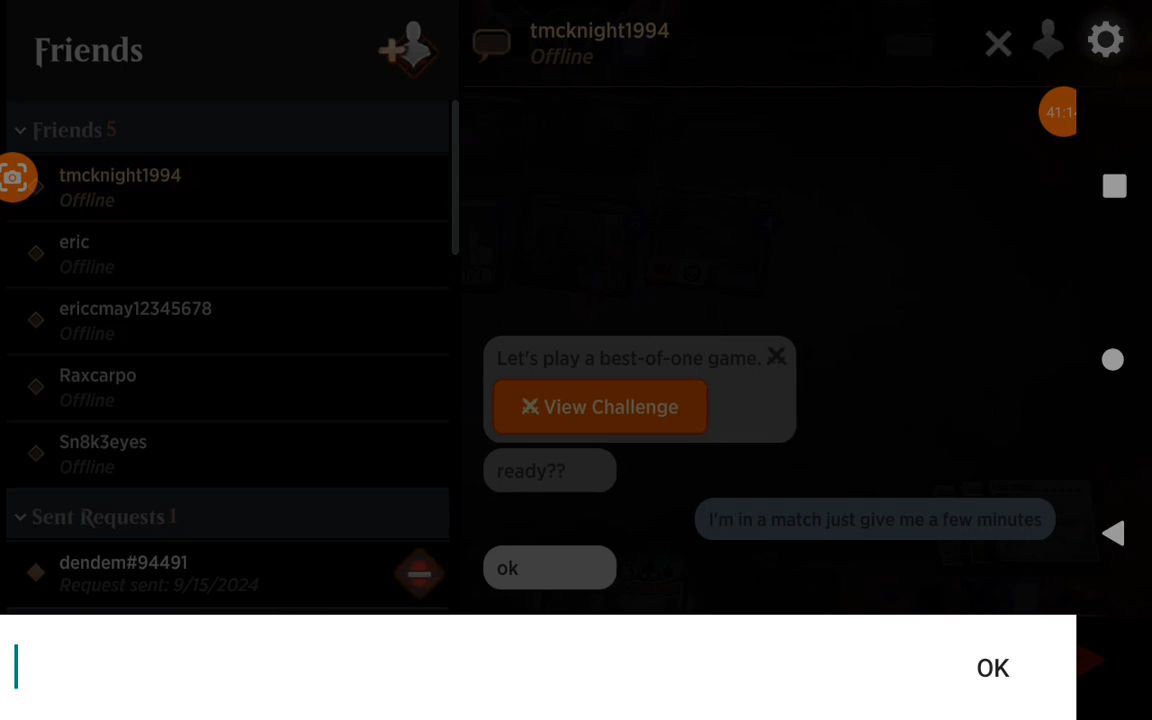 Friends
Friends 5
tmcknight1994
Offline
eric
Offline
ericcmay12345678
Offline
Raxcarpo
Offline
Sn8k3eyes
Offline
Sent Requests 1
dendem#94491
Request sent: 9/15/2024
tmcknight1994
Offline
41:14
Let's play a best-of-one game.
View Challenge
ready??
I'm in a match just give me a few minutes
ok
OK